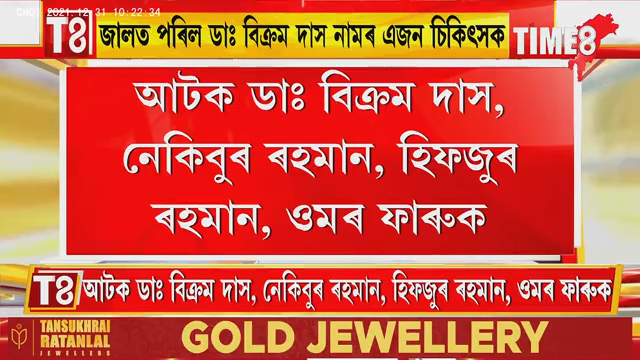 CH01 2021.12.31 10:22:34
T8 জালত পৰিল ডাঃ বিক্ৰম দাস নামৰ এজন চিকিৎসক TIME8
আটক ডাঃ বিক্ৰম দাস,
নেকিবুৰ ৰহমান, হিফজুৰ
ৰহমান, ওমৰ ফাৰুক
T8 আটক ডাঃ বিক্ৰম দাস, নেকিবুৰ ৰহমান, হিফজুৰ ৰহমান, ওমৰ ফাৰুক
TANSUKHRAI
RATANLAL
JEWELLERS
GOLD JEWELLERY